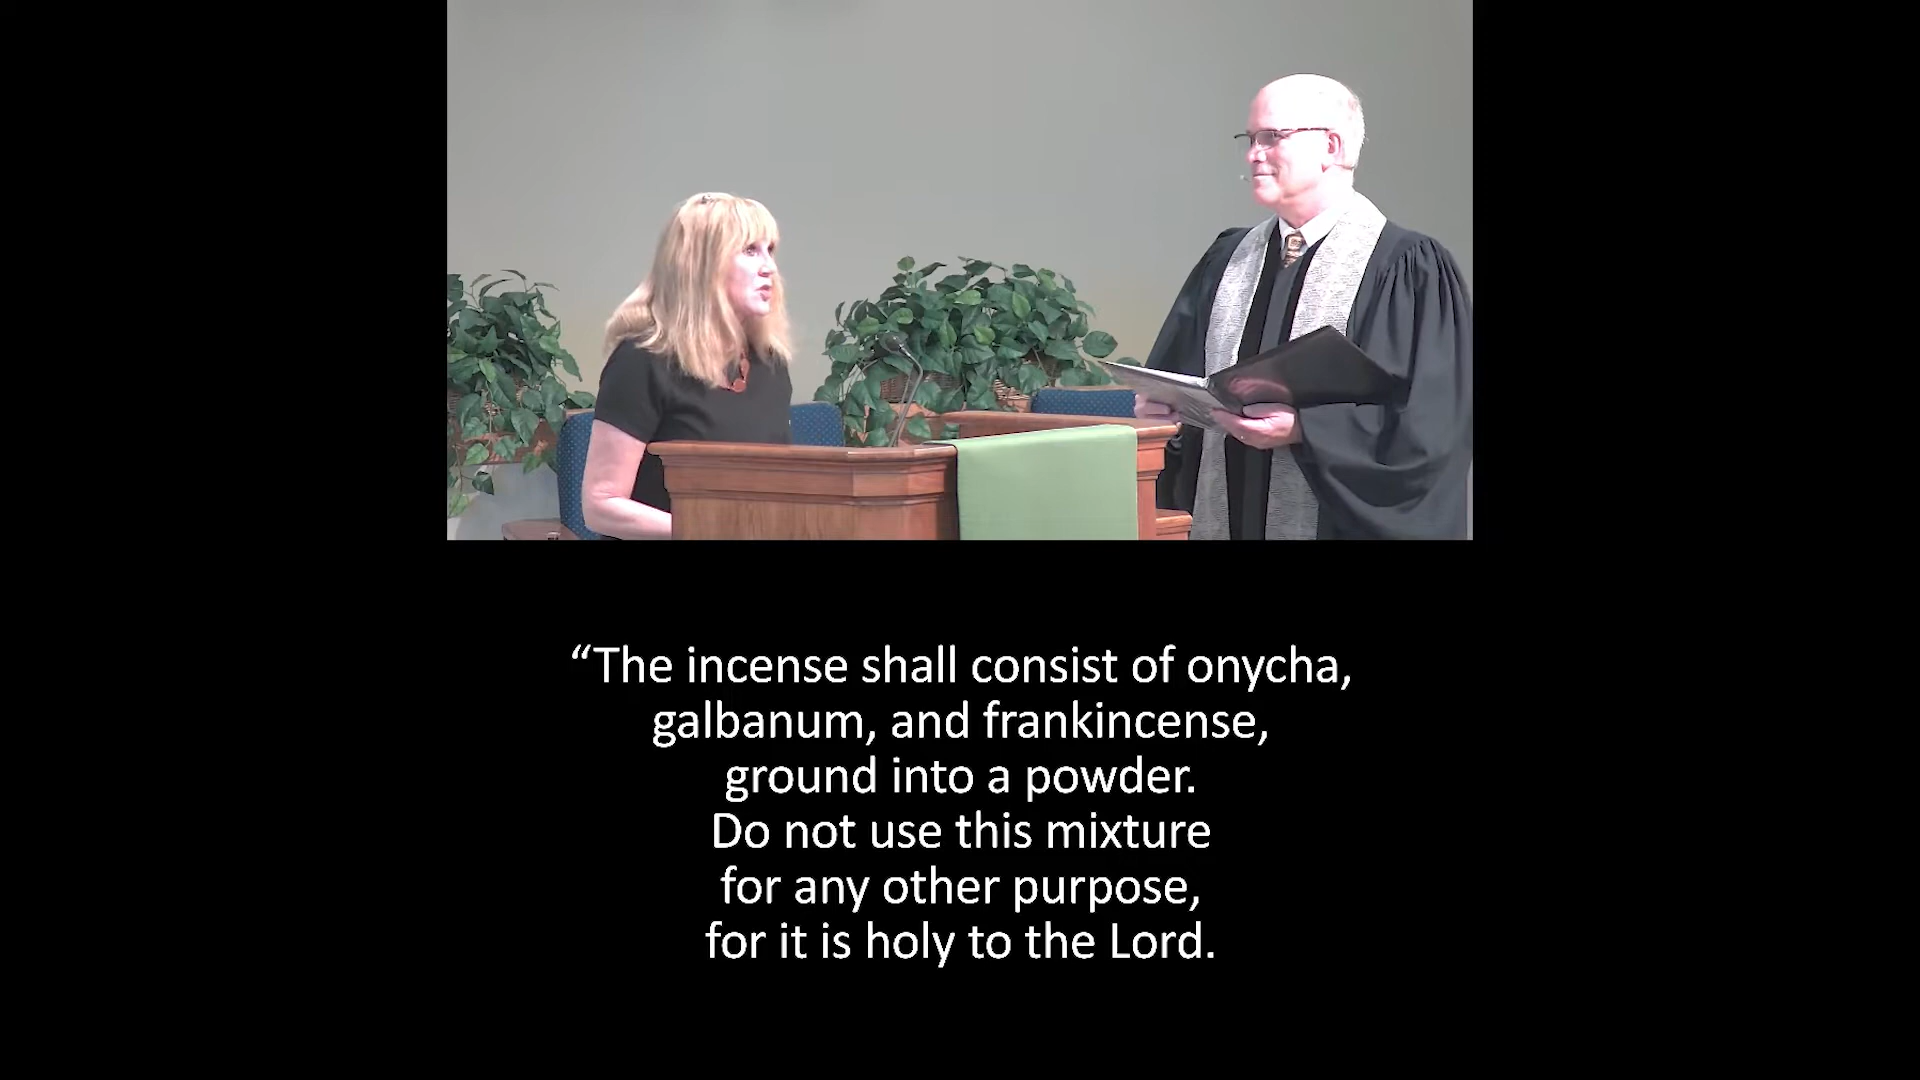 “The incense shall consist of onycha,
galbanum, and frankincense,
ground into a powder.
Do not use this mixture
for any other purpose,
for it is holy to the Lord.